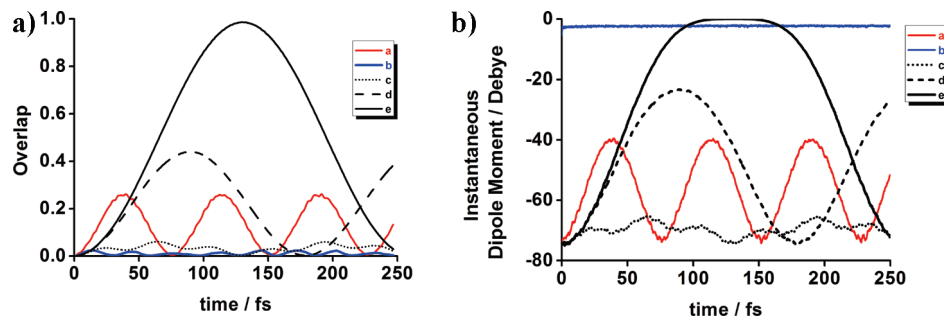 a)
1.0
0.8
0.6
0.4
0.2
0.0
Overlap
0 50 100 150 200 250
time / fs
a
b
c
d
e
b)
0
-20
-40
-60
-80
Instantaneous
Dipole Moment / Debye
0 50 100 150 200 250
time / fs
a
b
c
d
e